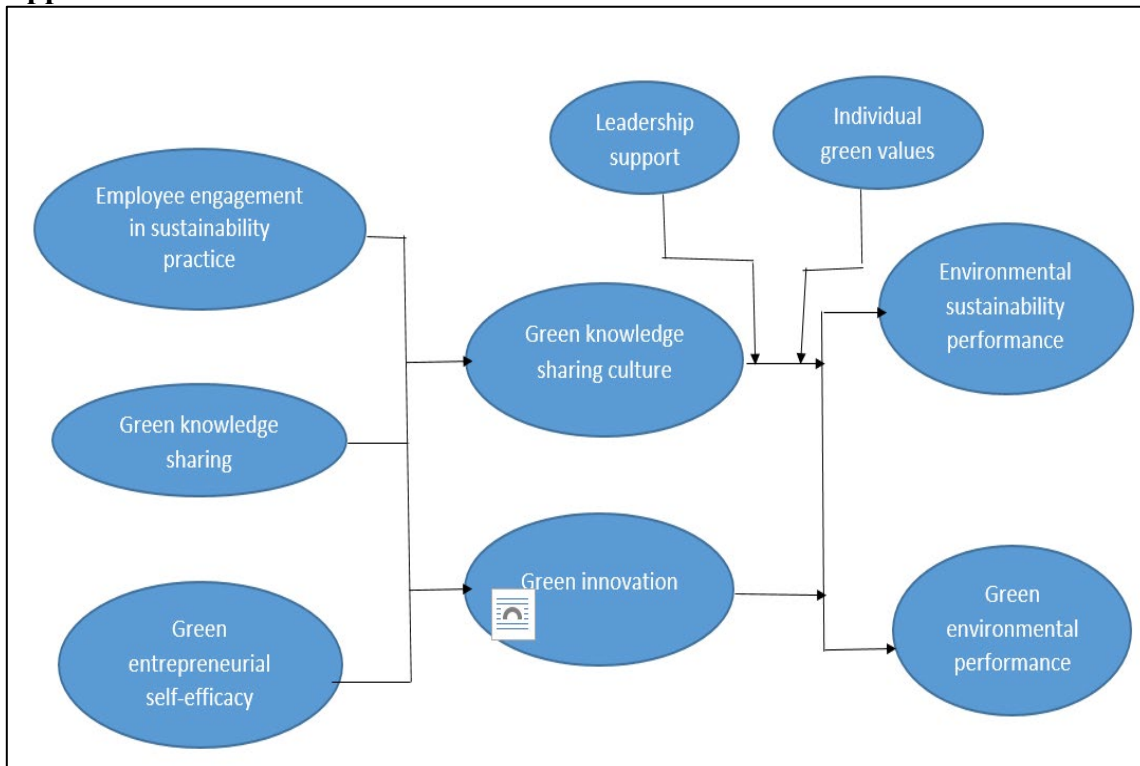 Leadership
support
Individual
green values
Employee engagement
in sustainability
practice
Green knowledge
sharing culture
Environmental
sustainability
performance
Green knowledge
sharing
Green innovation
Green
entrepreneurial
self-efficacy
Green
environmental
performance